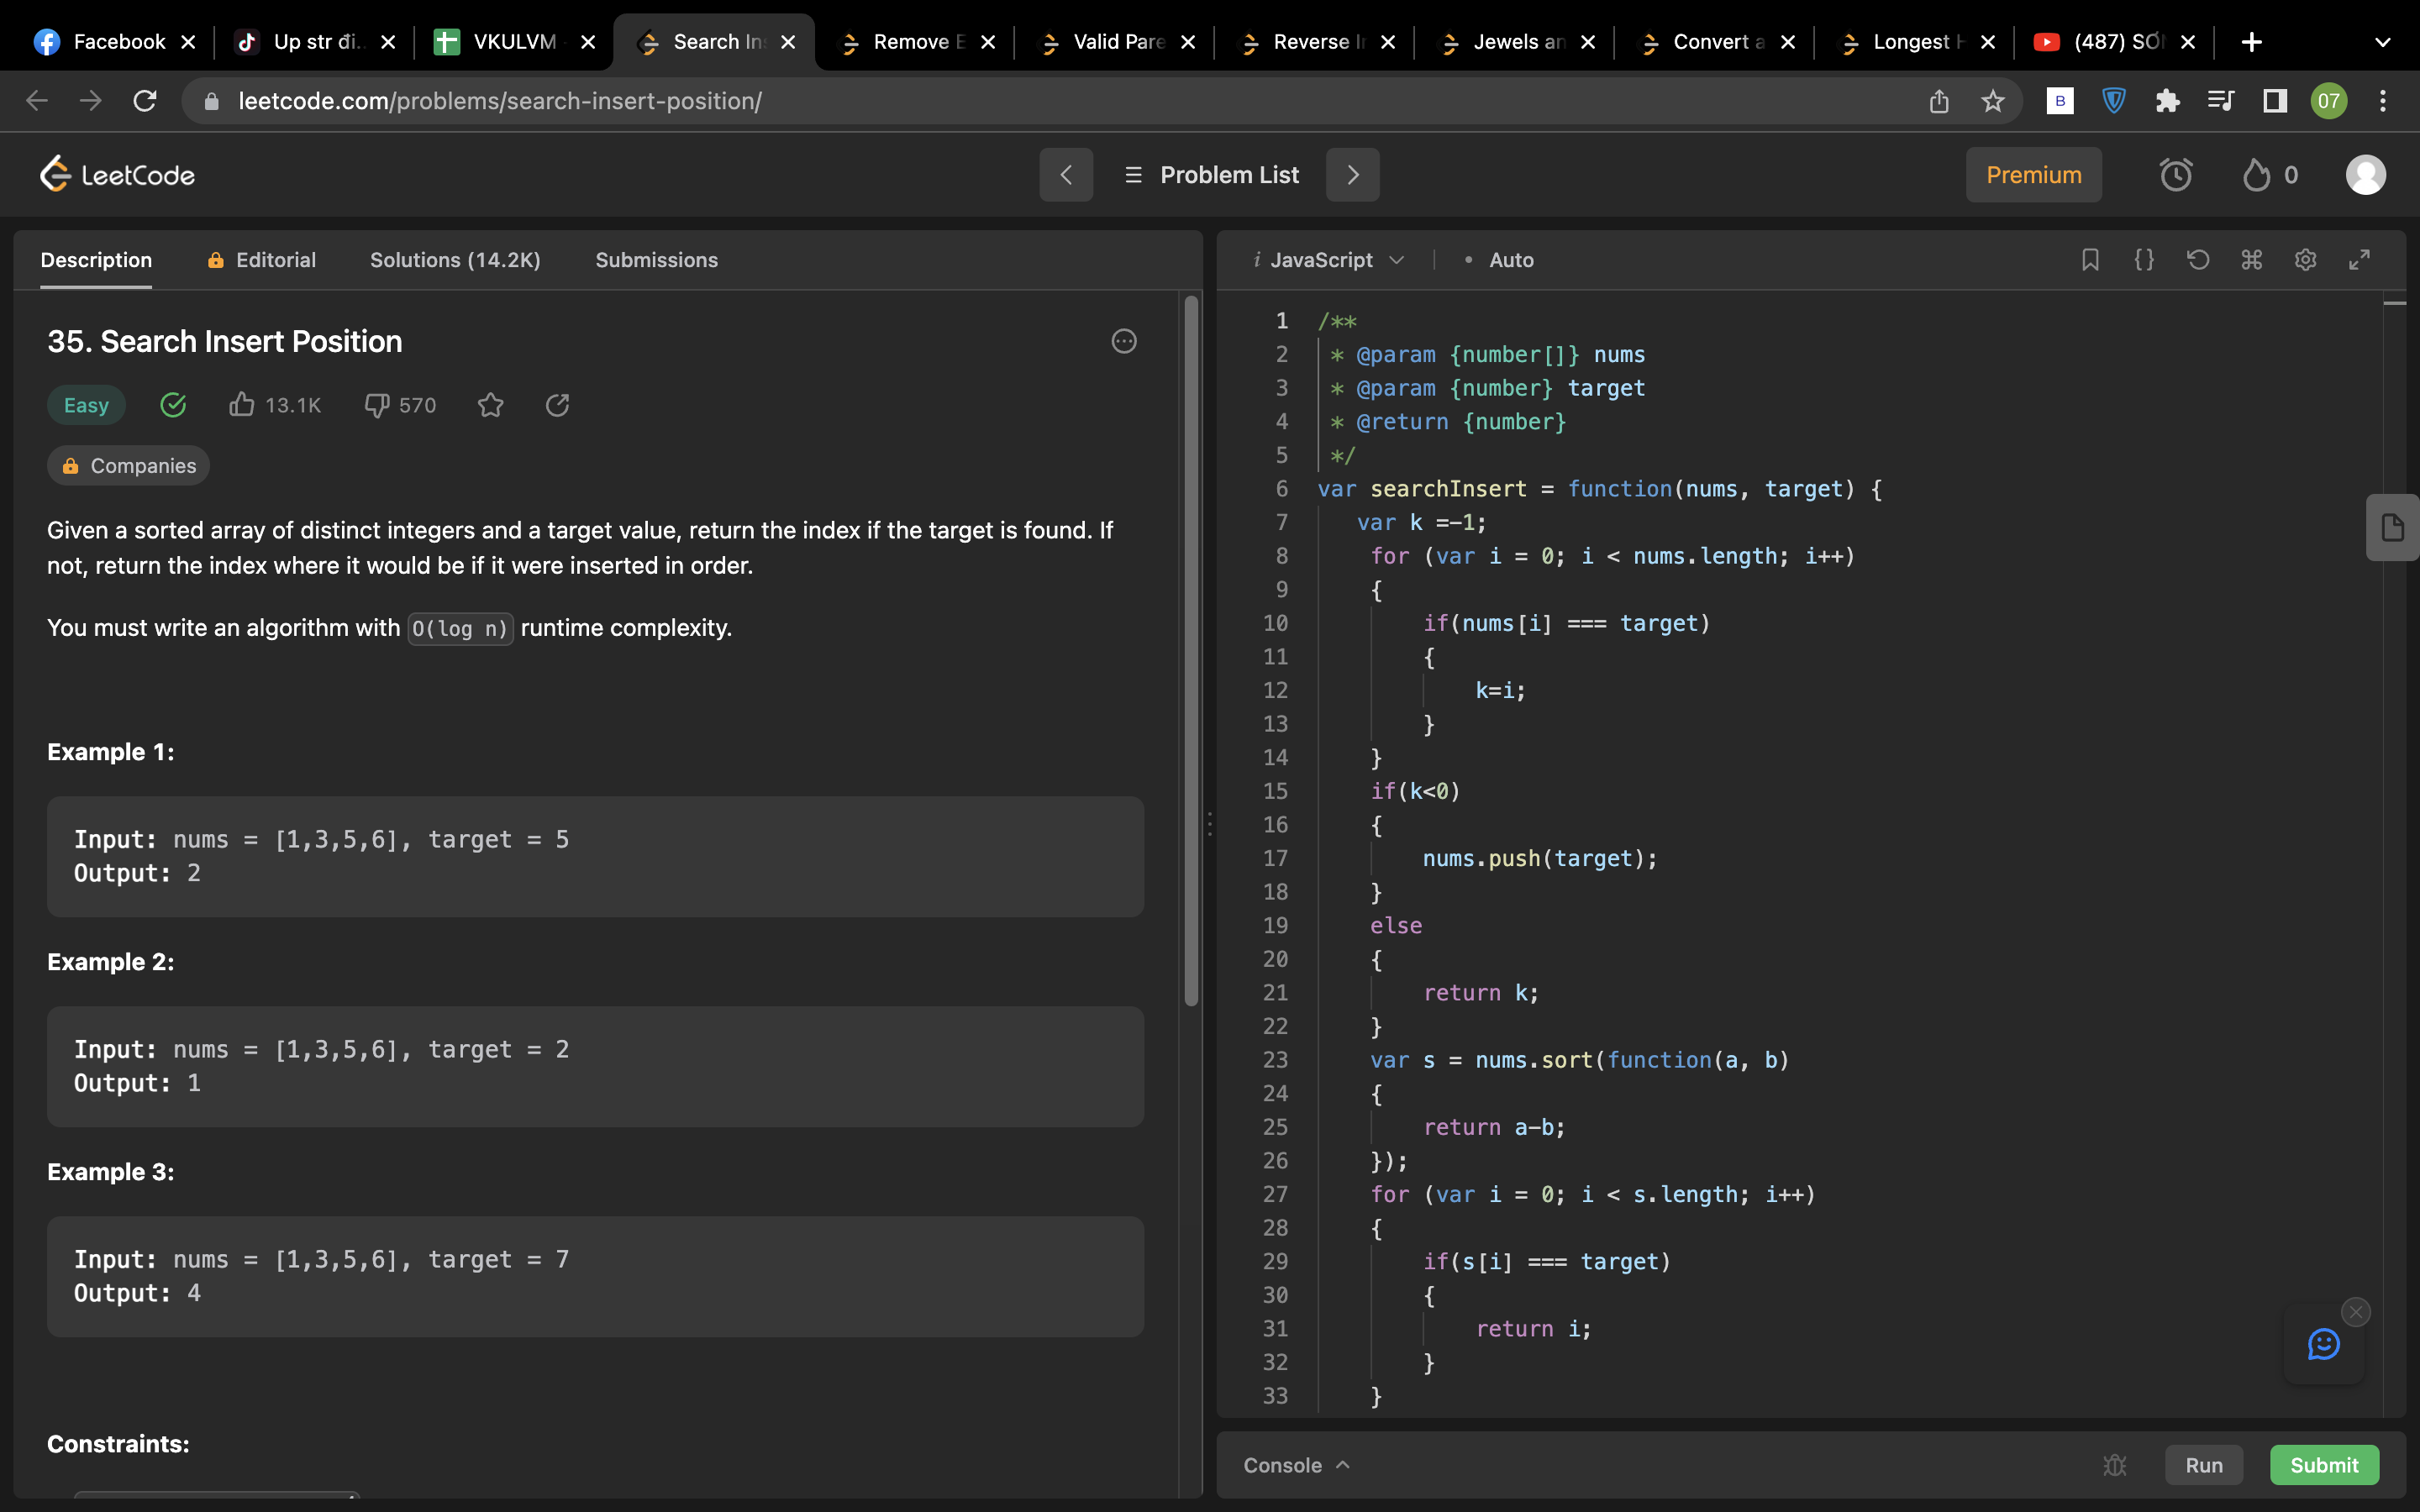 Facebook
Up str đi..
VKULVM
Search In
Remove E
Valid Pare
Reverse I
Jewels an
Convert a
Longest
(487) SƠ
leetcode.com/problems/search-insert-position/
B
07
LeetCode
Problem List
Premium
0
Description
Editorial
Solutions (14.2K)
Submissions
35. Search Insert Position
Easy
13.1K
570
Companies
Given a sorted array of distinct integers and a target value, return the index if the target is found. If
not, return the index where it would be if it were inserted in order.
You must write an algorithm with O(log n) runtime complexity.
Example 1:
Input: nums = [1,3,5,6], target = 5
Output: 2
Example 2:
Input: nums = [1,3,5,6], target = 2
Output: 1
Example 3:
Input: nums = [1,3,5,6], target = 7
Output: 4
Constraints:
i JavaScript
• Auto
1 /**
2 * @param {number[]} nums
3 * @param {number} target
4 * @return {number}
5 */
6 var searchInsert = function(nums, target) {
7 var k =-1;
8 for (var i = 0; i < nums.length; i++)
9 {
10 if(nums[i] === target)
11 {
12 k=i;
13 }
14 }
15 if(k<0)
16 {
17 nums.push(target);
18 }
19 else
20 {
21 return k;
22 }
23 var s = nums.sort(function(a, b)
24 {
25 return a-b;
26 });
27 for (var i = 0; i < s.length; i++)
28 {
29 if(s[i] === target)
30 {
31 return i;
32 }
33 }
Console
Run
Submit